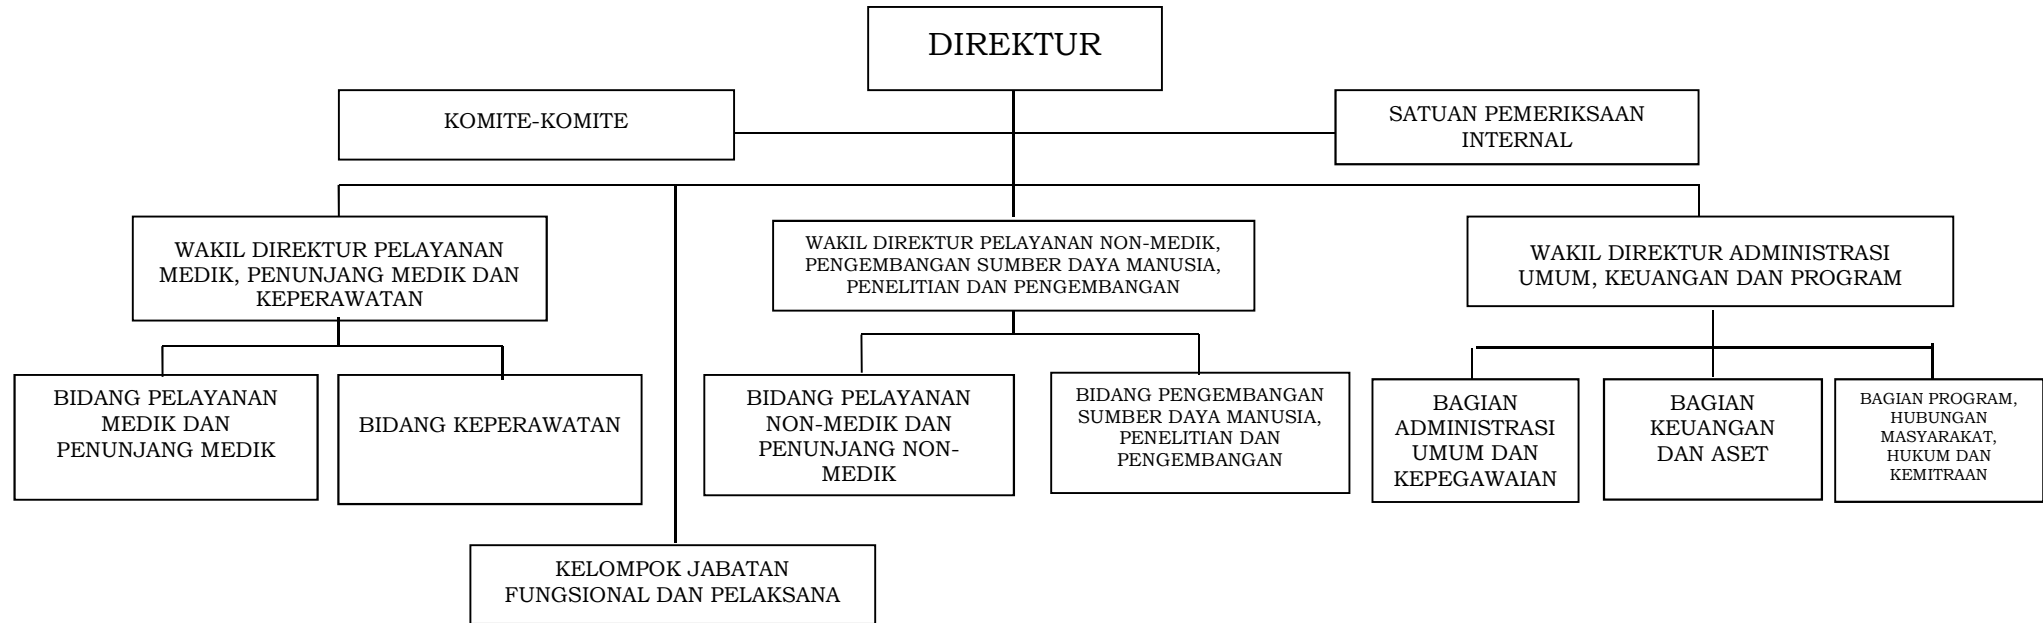 DIREKTUR
KOMITE-KOMITE
SATUAN PEMERIKSAAN
INTERNAL
WAKIL DIREKTUR PELAYANAN
MEDIK, PENUNJANG MEDIK DAN
KEPERAWATAN
WAKIL DIREKTUR PELAYANAN NON-MEDIK,
PENGEMBANGAN SUMBER DAYA MANUSIA,
PENELITIAN DAN PENGEMBANGAN
WAKIL DIREKTUR ADMINISTRASI
UMUM, KEUANGAN DAN PROGRAM
BIDANG PELAYANAN
MEDIK DAN
PENUNJANG MEDIK
BIDANG KEPERAWATAN
BIDANG PELAYANAN
NON-MEDIK DAN
PENUNJANG NON-
MEDIK
BIDANG PENGEMBANGAN
SUMBER DAYA MANUSIA,
PENELITIAN DAN
PENGEMBANGAN
BAGIAN
ADMINISTRASI
UMUM DAN
KEPEGAWAIAN
BAGIAN
KEUANGAN
DAN ASET
BAGIAN PROGRAM,
HUBUNGAN
MASYARAKAT,
HUKUM DAN
KEMITRAAN
KELOMPOK JABATAN
FUNGSIONAL DAN PELAKSANA